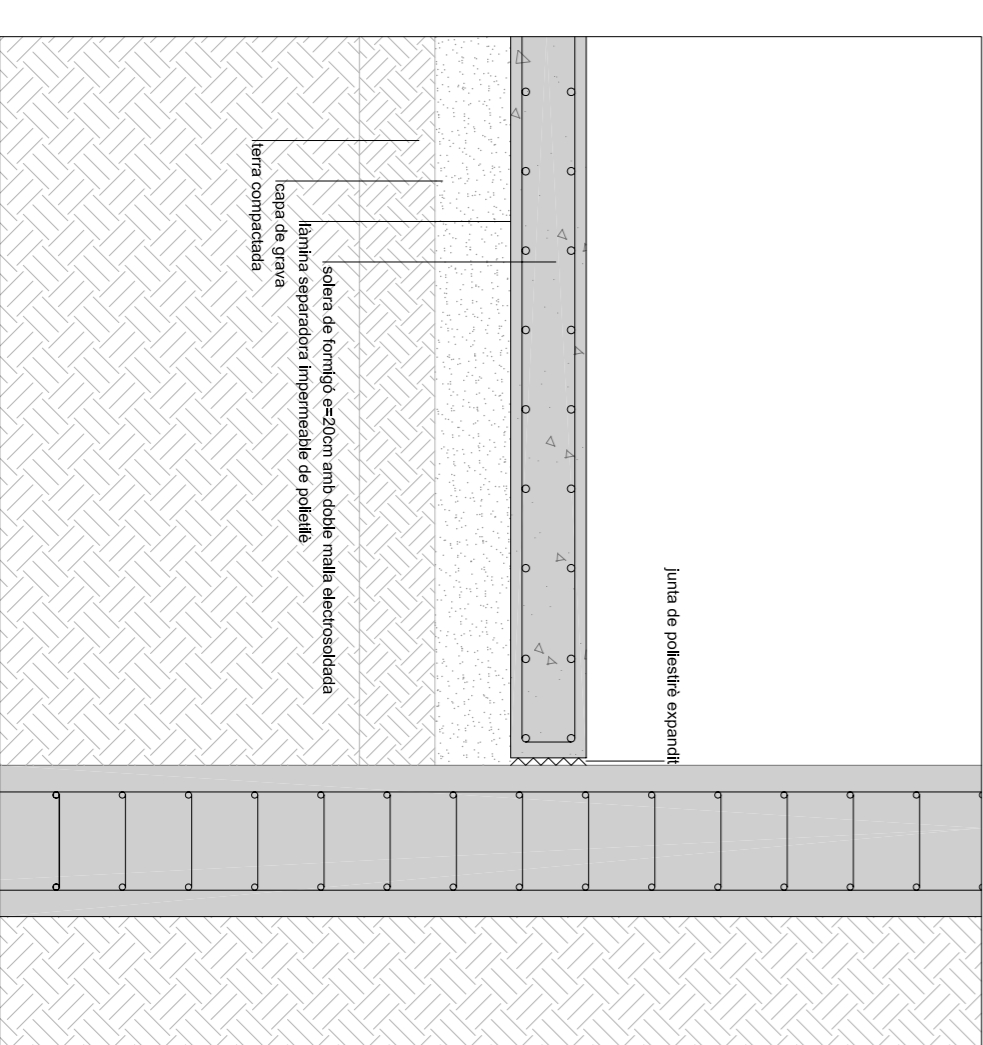 junta de poliestirè expandit
solera de formigó e=20cm amb doble malla electrosoldada
làmina separadora impermeable de polietilè
capa de grava
terra compactada